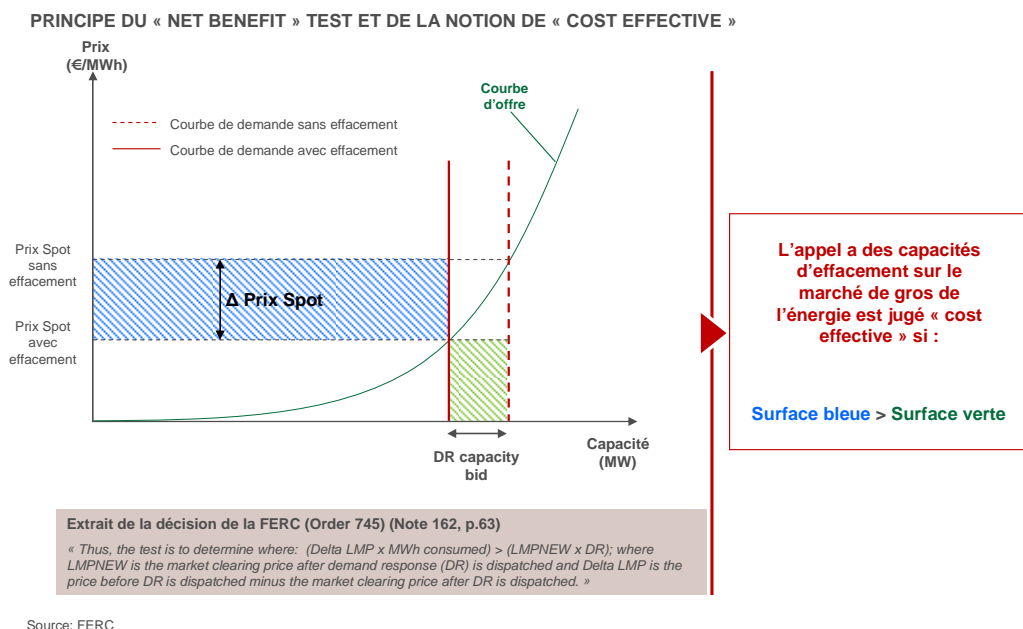 PRINCIPE DU « NET BENEFIT » TEST ET DE LA NOTION DE « COST EFFECTIVE »
Prix
(€/MWh)
Courbe
d'offre
Courbe de demande sans effacement
Courbe de demande avec effacement
Prix Spot
sans
effacement
Δ Prix Spot
Prix Spot
avec
effacement
DR capacity
bid
Capacité
(MW)
L'appel a des capacités
d'effacement sur le
marché de gros de
l'énergie est jugé « cost
effective » si :
Surface bleue > Surface verte
Extrait de la décision de la FERC (Order 745) (Note 162, p.63)
« Thus, the test is to determine where: (Delta LMP x MWh consumed) > (LMPNEW x DR); where
LMPNEW is the market clearing price after demand response (DR) is dispatched and Delta LMP is the
price before DR is dispatched minus the market clearing price after DR is dispatched. »
Source: FERC